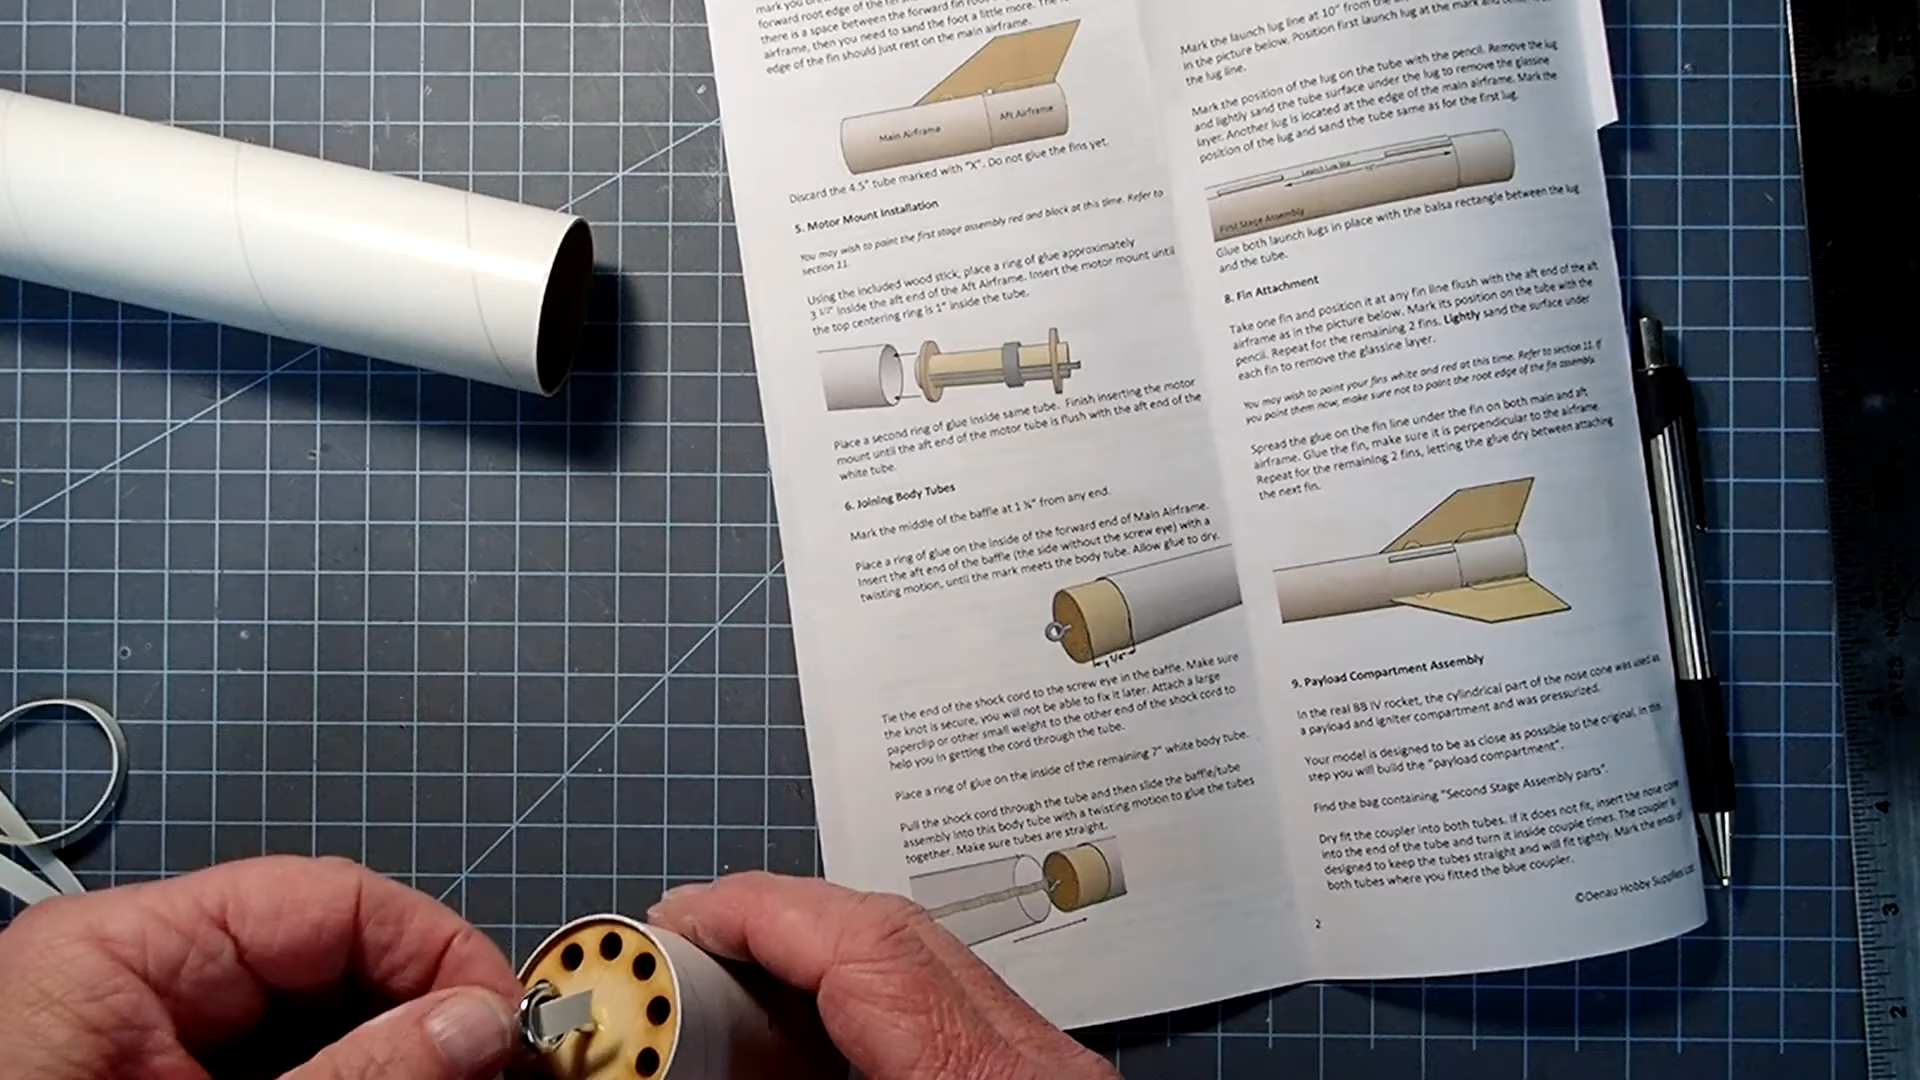 forward root edge of the fin
there is a space between the forward fin root
airframe, then you need to sand the foot a little more. The
edge of the fin should just rest on the main airframe.
Main Airframe
Aft Airframe
Discard the 4.5" tube marked with "X". Do not glue the fins yet.
5. Motor Mount Installation
You may wish to paint the first stage assembly red and black at this time. Refer to
section 11.
Using the included wood stick, place a ring of glue approximately
3 1/2" inside the aft end of the Aft Airframe. Insert the motor mount until
the top centering ring is 1" inside the tube.
Place a second ring of glue inside same tube. Finish inserting the motor
mount until the aft end of the motor tube is flush with the aft end of the
white tube.
6. Joining Body Tubes
Mark the middle of the baffle at 1 ¼" from any end.
Place a ring of glue on the inside of the forward end of Main Airframe.
Insert the aft end of the baffle (the side without the screw eye) with a
twisting motion, until the mark meets the body tube. Allow glue to dry.
Tie the end of the shock cord to the screw eye in the baffle. Make sure
the knot is secure, you will not be able to fix it later. Attach a large
paperclip or other small weight to the other end of the shock cord to
help you in getting the cord through the tube.
Place a ring of glue on the inside of the remaining 7" white body tube.
Pull the shock cord through the tube and then slide the baffle/tube
assembly into this body tube with a twisting motion to glue the tubes
together. Make sure tubes are straight.
Mark the launch lug line at 10" from the
in the picture below. Position first launch lug at the mark and
the lug line.
Mark the position of the lug on the tube with the pencil. Remove the lug
and lightly sand the tube surface under the lug to remove the glassine
layer. Another lug is located at the edge of the main airframe. Mark the
position of the lug and sand the tube same as for the first lug.
Launch Lug line
10"
First Stage Assembly
Glue both launch lugs in place with the balsa rectangle between the lug
and the tube.
8. Fin Attachment
Take one fin and position it at any fin line flush with the aft end of the aft
airframe as in the picture below. Mark its position on the tube with the
pencil. Repeat for the remaining 2 fins. Lightly sand the surface under
each fin to remove the glassine layer.
You may wish to paint your fins white and red at this time. Refer to section 11. If
you paint them now, make sure not to paint the root edge of the fin assembly.
Spread the glue on the fin line under the fin on both main and aft
airframe. Glue the fin, make sure it is perpendicular to the airframe.
Repeat for the remaining 2 fins, letting the glue dry between attaching
the next fin.
9. Payload Compartment Assembly
In the real BB IV rocket, the cylindrical part of the nose cone was used as
a payload and igniter compartment and was pressurized.
Your model is designed to be as close as possible to the original, in this
step you will build the "payload compartment".
Find the bag containing "Second Stage Assembly parts".
Dry fit the coupler into both tubes. If it does not fit, insert the nose cone
into the end of the tube and turn it inside couple times. The coupler is
designed to keep the tubes straight and will fit tightly. Mark the ends of
both tubes where you fitted the blue coupler.
©Denau Hobby Supplies Ltd.
2
4
3
2